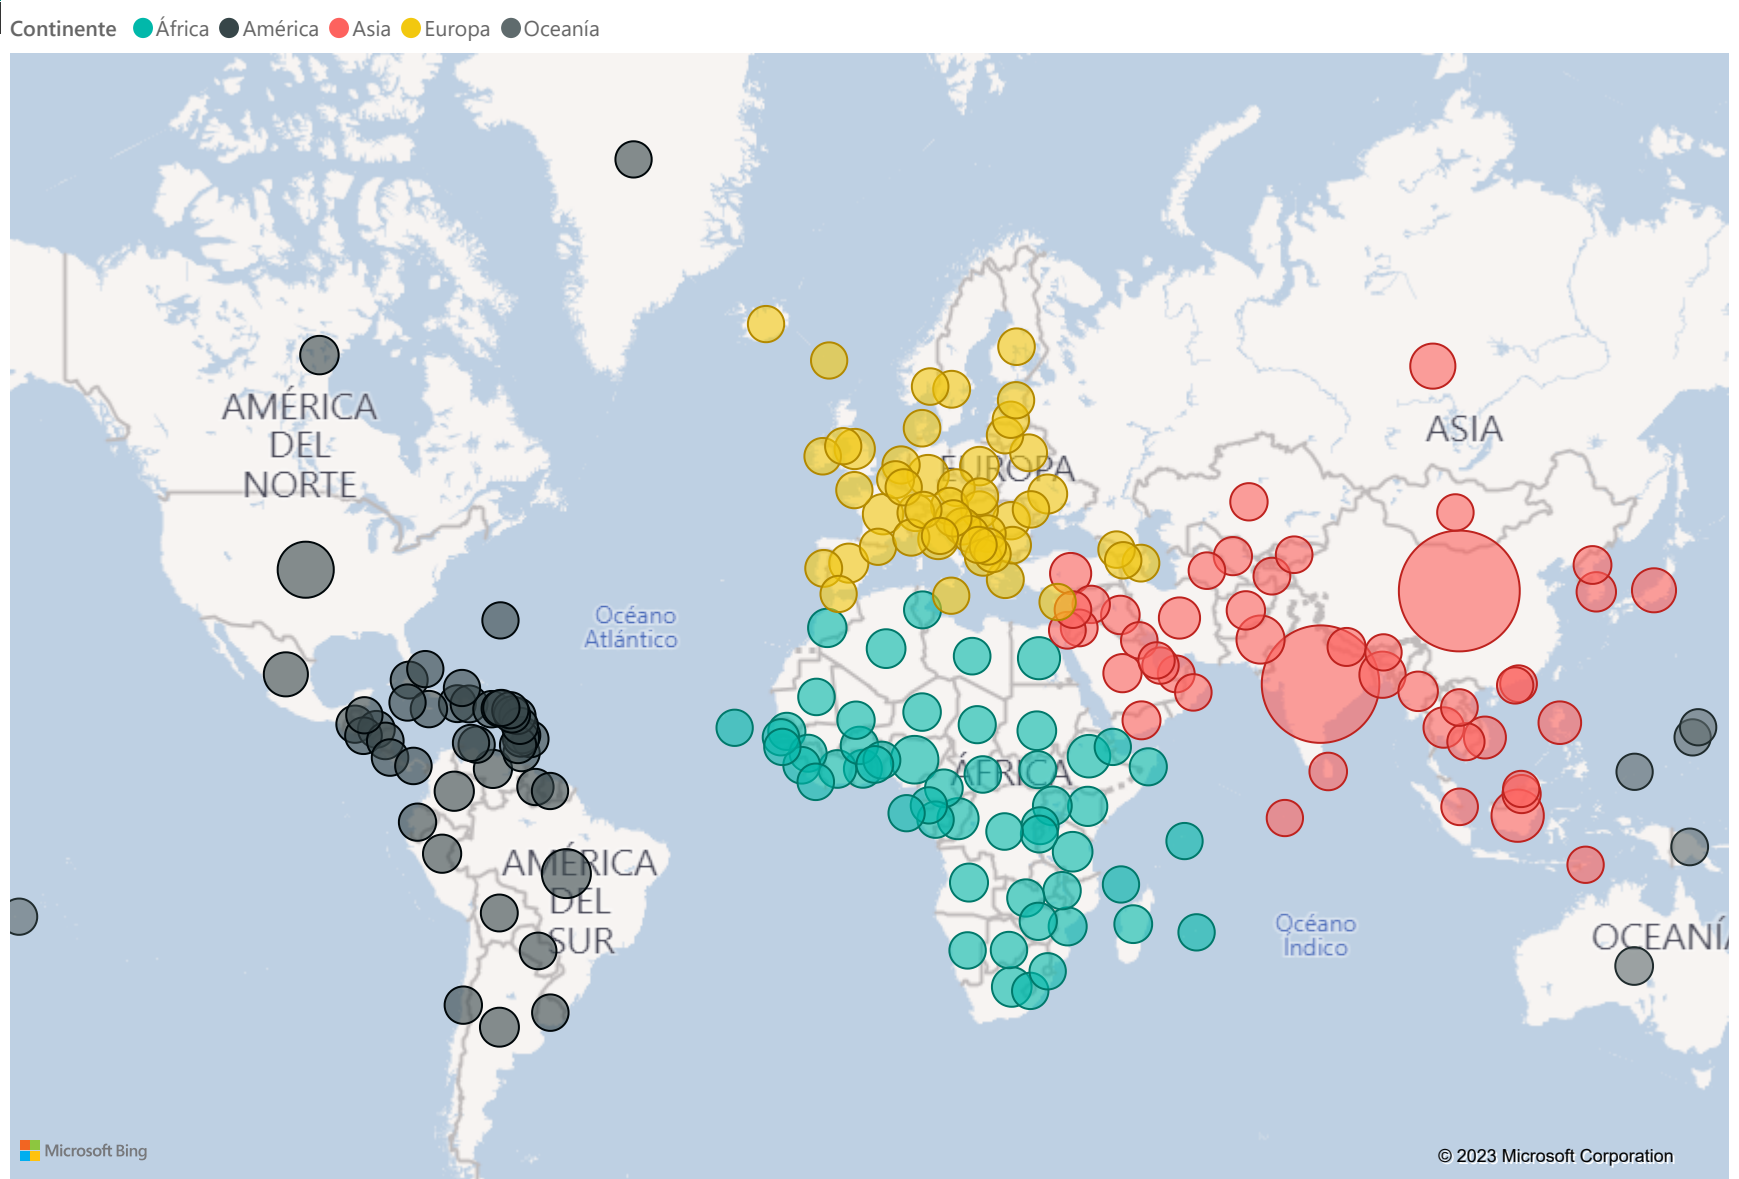 Continente África América Asia Europa Oceanía
AMÉRICA
DEL
NORTE
EUROPA
ASIA
Océano
Atlántico
ÁFRICA
AMÉRICA
DEL
SUR
Océano
Índico
OCEANÍA
Microsoft Bing
© 2023 Microsoft Corporation